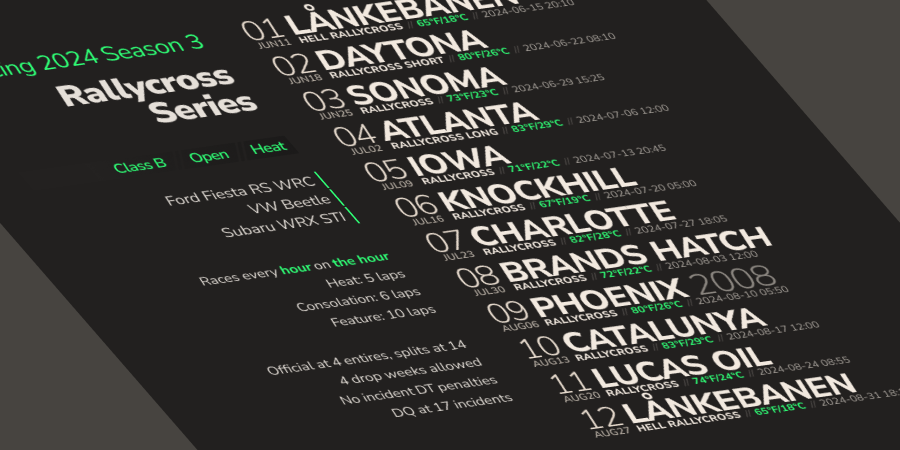 ing 2024 Season 3
Rallycross
Series
Class B Open Heat
Ford Fiesta RS WRC
VW Beetle
Subaru WRX STI
Races every hour on the hour
Heat: 5 laps
Consolation: 6 laps
Feature: 10 laps
Official at 4 entires, splits at 14
4 drop weeks allowed
No incident DT penalties
DQ at 17 incidents
01 LÅNKEBANEN
JUN11 HELL RALLYCROSS // 65°F/18°C // 2024-06-15 20:10
02 DAYTONA
JUN18 RALLYCROSS SHORT // 80°F/26°C // 2024-06-22 08:10
03 SONOMA
JUN25 RALLYCROSS // 73°F/23°C // 2024-06-29 15:25
04 ATLANTA
JUL02 RALLYCROSS LONG // 83°F/29°C // 2024-07-06 12:00
05 IOWA
JUL09 RALLYCROSS // 71°F/22°C // 2024-07-13 20:45
06 KNOCKHILL
JUL16 RALLYCROSS // 67°F/19°C // 2024-07-20 05:00
07 CHARLOTTE
JUL23 RALLYCROSS // 82°F/28°C // 2024-07-27 18:05
08 BRANDS HATCH
JUL30 RALLYCROSS // 72°F/22°C // 2024-08-03 12:00
09 PHOENIX 2008
AUG06 RALLYCROSS // 80°F/26°C // 2024-08-10 05:50
10 CATALUNYA
AUG13 RALLYCROSS // 83°F/29°C // 2024-08-17 12:00
11 LUCAS OIL
AUG20 RALLYCROSS // 74°F/24°C // 2024-08-24 08:55
12 LÅNKEBANEN
AUG27 HELL RALLYCROSS // 65°F/18°C // 2024-08-31 18: